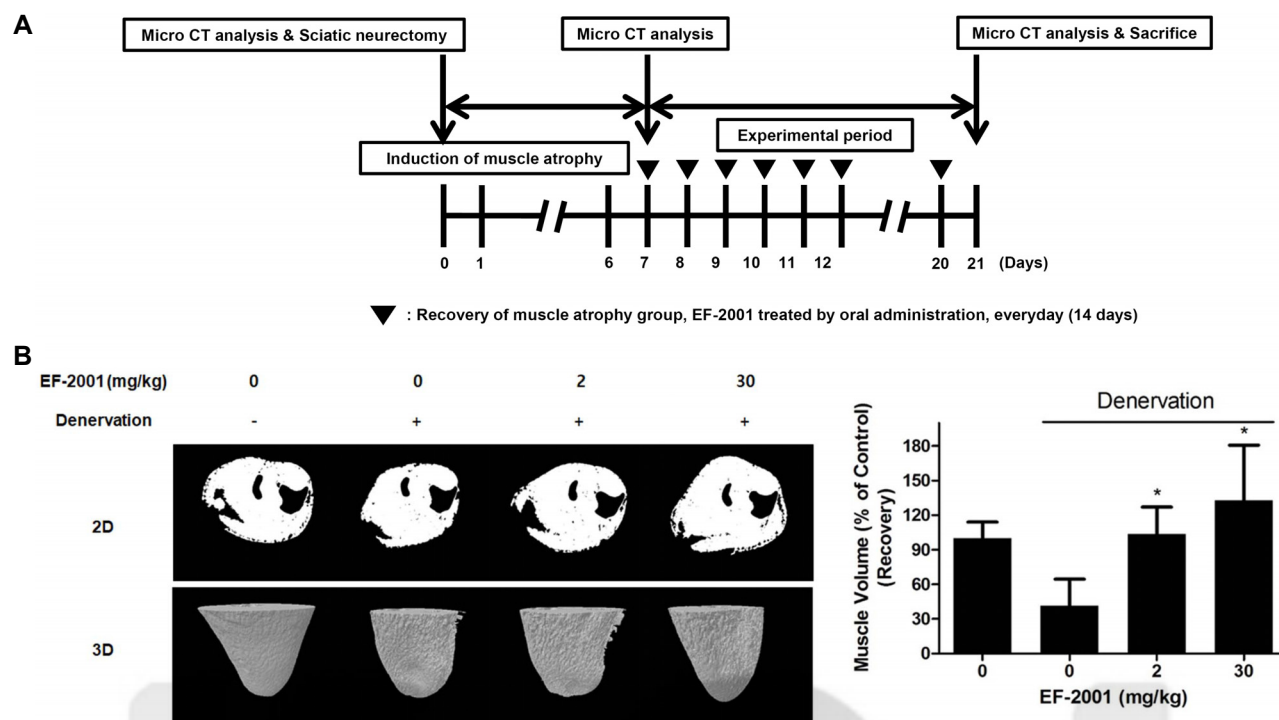 A
Micro CT analysis & Sciatic neurectomy
Micro CT analysis
Micro CT analysis & Sacrifice
Experimental period
Induction of muscle atrophy
0 1 6 7 8 9 10 11 12 20 21 (Days)
: Recovery of muscle atrophy group, EF-2001 treated by oral administration, everyday (14 days)
B
EF-2001(mg/kg) 0 0 2 30
Denervation - + + +
2D
3D
Denervation
Muscle Volume (% of Control)
(Recovery)
180
150
120
90
60
30
0
* *
0 0 2 30
EF-2001 (mg/kg)